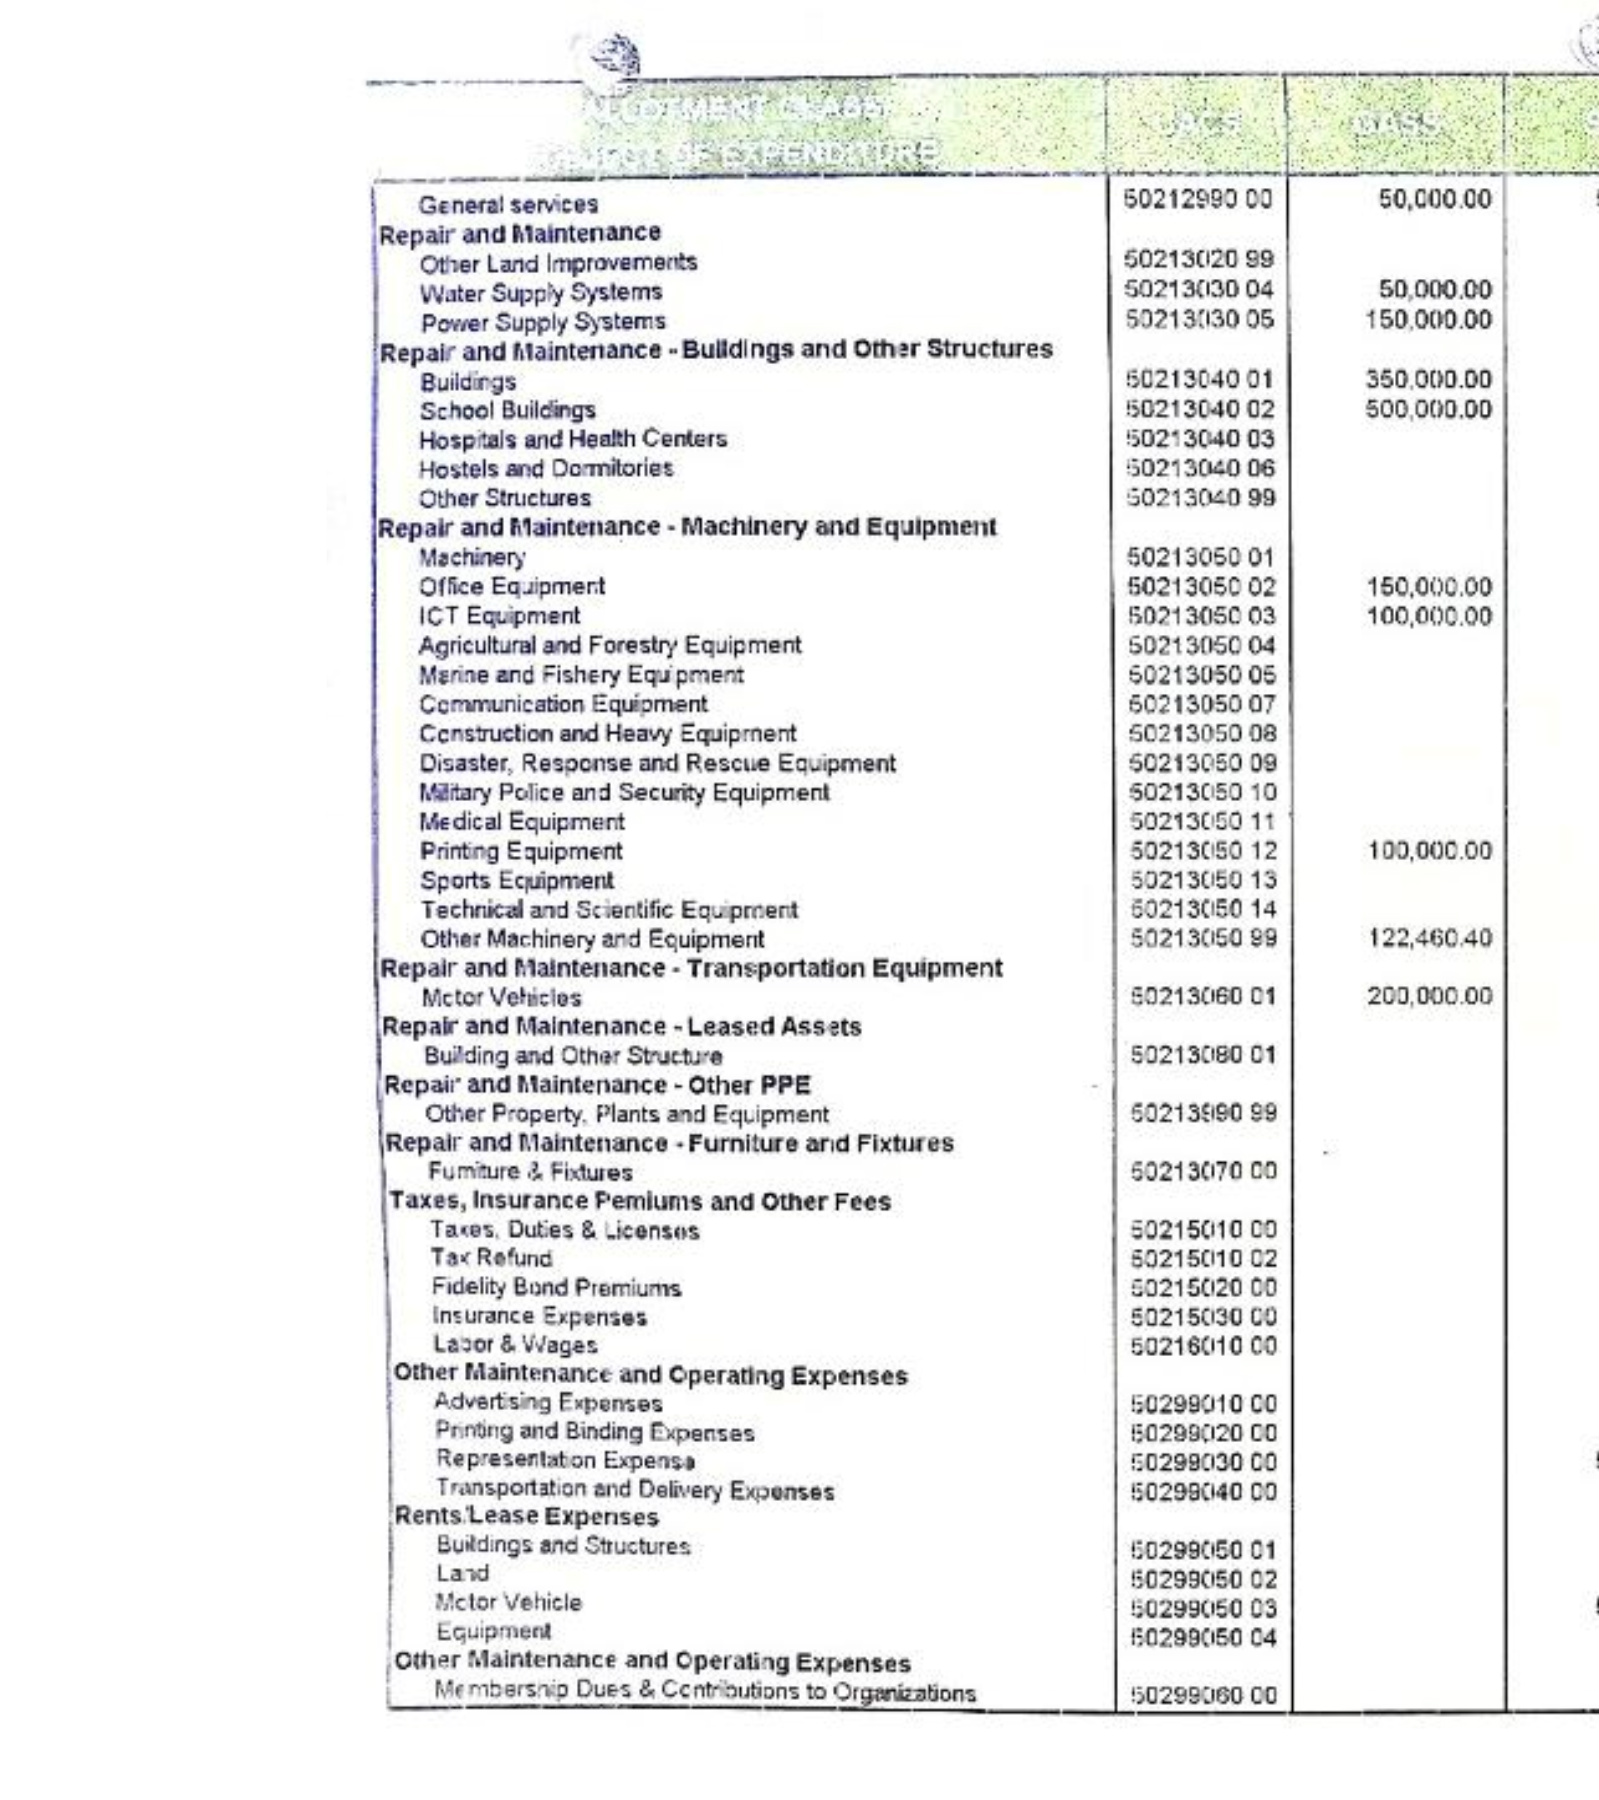 ALLOTMENT CLASS
OBJECT OF EXPENDITURE ACS GASS
General services 50212990 00 50,000.00
Repair and Maintenance
Other Land Improvements 50213020 99
Water Supply Systems 50213030 04 50,000.00
Power Supply Systems 50213030 05 150,000.00
Repair and Maintenance - Buildings and Other Structures
Buildings 50213040 01 350,000.00
School Buildings 50213040 02 500,000.00
Hospitals and Health Centers 50213040 03
Hostels and Dormitories 50213040 06
Other Structures 50213040 99
Repair and Maintenance - Machinery and Equipment
Machinery 50213050 01
Office Equipment 50213050 02 150,000.00
ICT Equipment 50213050 03 100,000.00
Agricultural and Forestry Equipment 50213050 04
Marine and Fishery Equipment 50213050 05
Communication Equipment 50213050 07
Construction and Heavy Equipment 50213050 08
Disaster, Response and Rescue Equipment 50213050 09
Military Police and Security Equipment 50213050 10
Medical Equipment 50213050 11
Printing Equipment 50213050 12 100,000.00
Sports Equipment 50213050 13
Technical and Scientific Equipment 50213050 14
Other Machinery and Equipment 50213050 99 122,460.40
Repair and Maintenance - Transportation Equipment
Motor Vehicles 50213060 01 200,000.00
Repair and Maintenance - Leased Assets
Building and Other Structure 50213080 01
Repair and Maintenance - Other PPE
Other Property, Plants and Equipment 50213990 99
Repair and Maintenance - Furniture and Fixtures
Furniture & Fixtures 50213070 00
Taxes, Insurance Pemiums and Other Fees
Taxes, Duties & Licenses 50215010 00
Tax Refund 50215010 02
Fidelity Bond Premiums 50215020 00
Insurance Expenses 50215030 00
Labor & Wages 50216010 00
Other Maintenance and Operating Expenses
Advertising Expenses 50299010 00
Printing and Binding Expenses 50299020 00
Representation Expense 50299030 00
Transportation and Delivery Expenses 50299040 00
Rents/Lease Expenses
Buildings and Structures 50299050 01
Land 50299050 02
Motor Vehicle 50299050 03
Equipment 50299050 04
Other Maintenance and Operating Expenses
Membership Dues & Contributions to Organizations 50299060 00